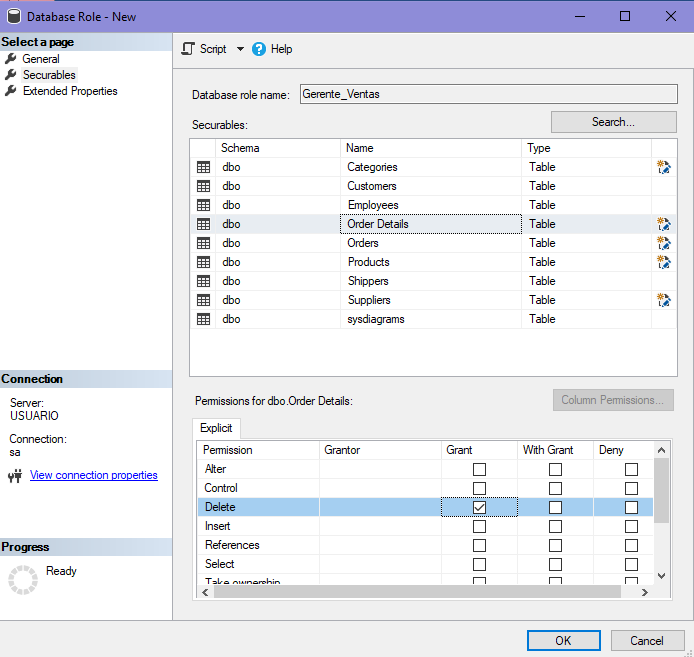 Database Role - New
Select a page
General
Securables
Extended Properties
Script Help
Database role name: Gerente_Ventas
Securables: Search...
Schema Name Type
dbo Categories Table
dbo Customers Table
dbo Employees Table
dbo Order Details Table
dbo Orders Table
dbo Products Table
dbo Shippers Table
dbo Suppliers Table
dbo sysdiagrams Table
Connection
Server:
USUARIO
Connection:
sa
View connection properties
Progress
Ready
Permissions for dbo.Order Details: Column Permissions...
Explicit
Permission Grantor Grant With Grant Deny
Alter
Control
Delete
Insert
References
Select
Take ownership
OK Cancel